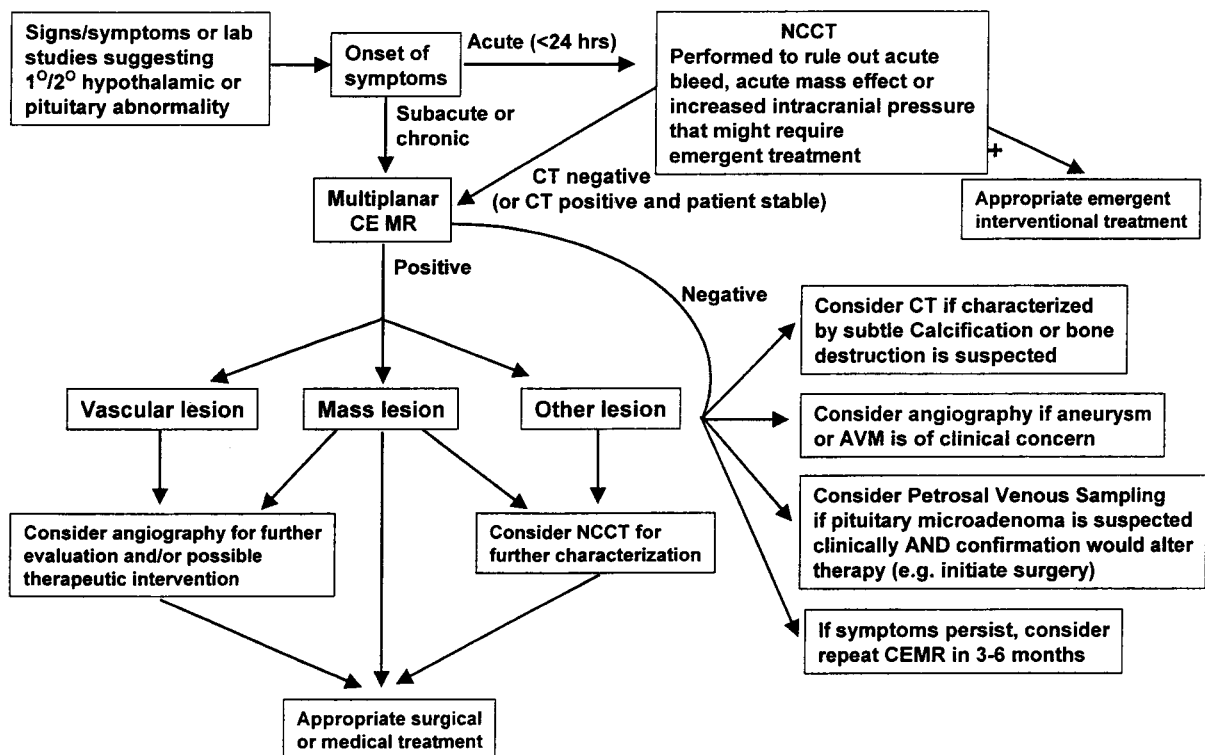 Signs/symptoms or lab
studies suggesting
1°/2° hypothalamic or
pituitary abnormality
Onset of
symptoms
Acute (<24 hrs)
NCCT
Performed to rule out acute
bleed, acute mass effect or
increased intracranial pressure
that might require
emergent treatment
+
Appropriate emergent
interventional treatment
Subacute or
chronic
CT negative
(or CT positive and patient stable)
Multiplanar
CE MR
Positive
Negative
Vascular lesion
Mass lesion
Other lesion
Consider angiography for further
evaluation and/or possible
therapeutic intervention
Consider NCCT for
further characterization
Appropriate surgical
or medical treatment
Consider CT if characterized
by subtle Calcification or bone
destruction is suspected
Consider angiography if aneurysm
or AVM is of clinical concern
Consider Petrosal Venous Sampling
if pituitary microadenoma is suspected
clinically AND confirmation would alter
therapy (e.g. initiate surgery)
If symptoms persist, consider
repeat CEMR in 3-6 months